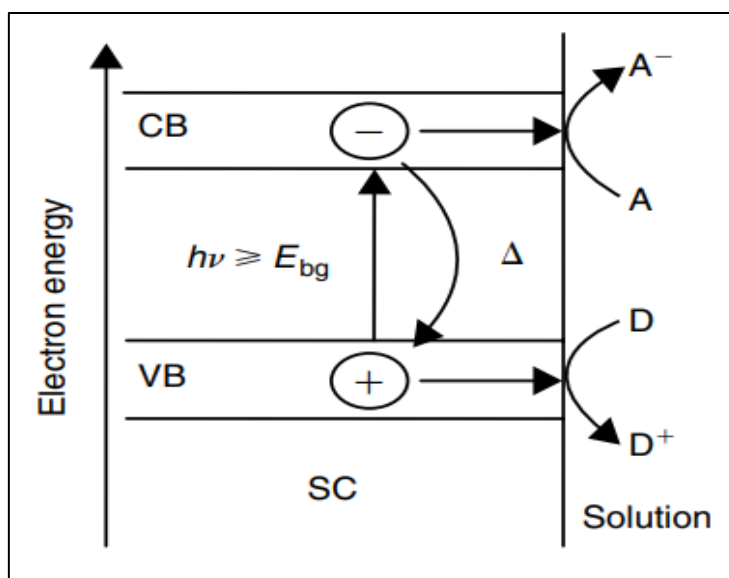 Electron energy
CB
−
A⁻
A
hν ⩾ E_bg
Δ
D
VB
+
D⁺
SC
Solution